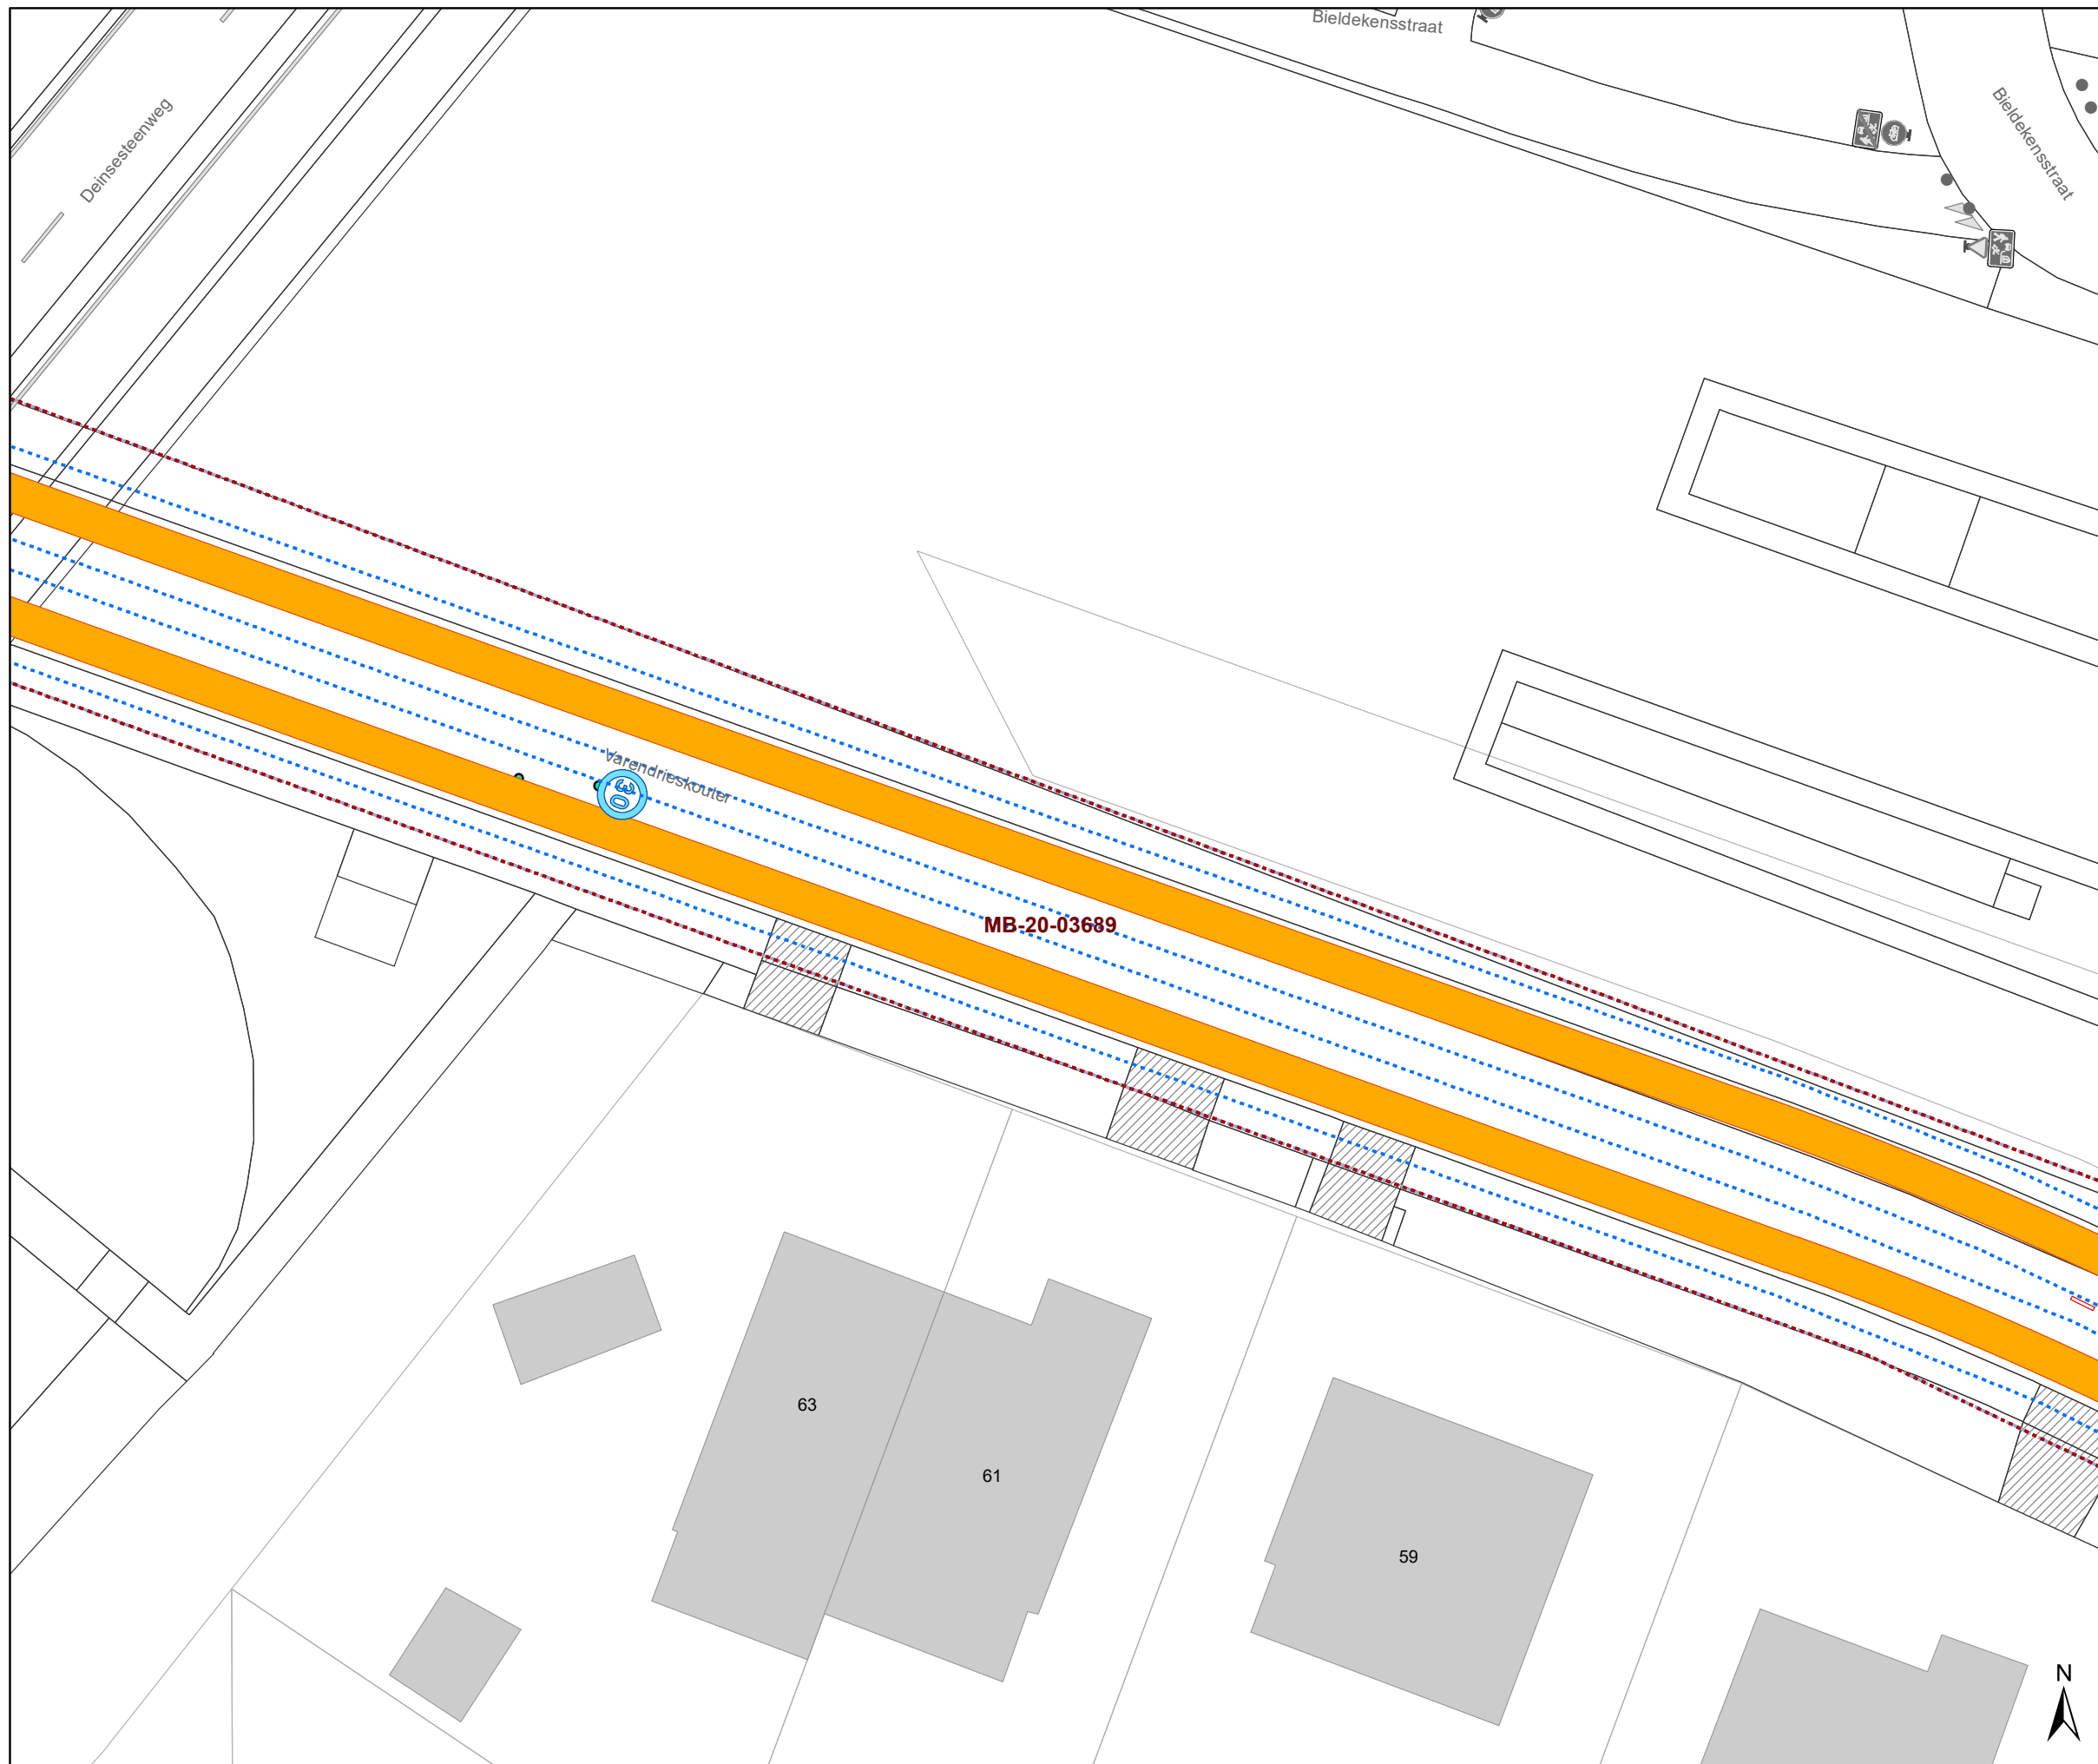 Bieldekensstraat
Deinsesteenweg
Bieldekensstraat
Varendrieskouter
30
MB-20-03689
63
61
59
N